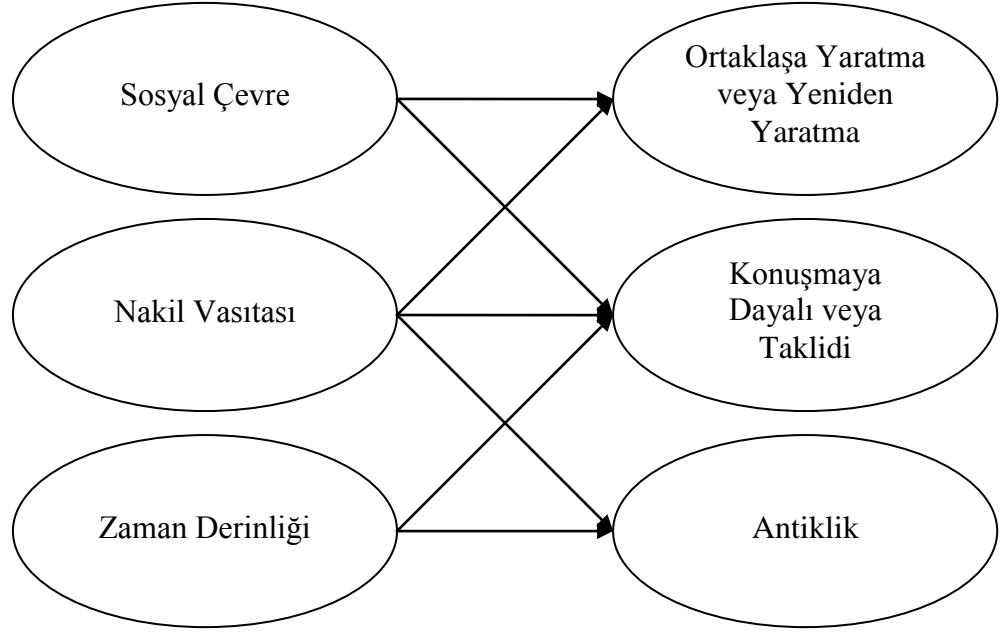 Sosyal Çevre
Ortaklaşa Yaratma
veya Yeniden
Yaratma
Nakil Vasıtası
Konuşmaya
Dayalı veya
Taklidi
Zaman Derinliği
Antiklik